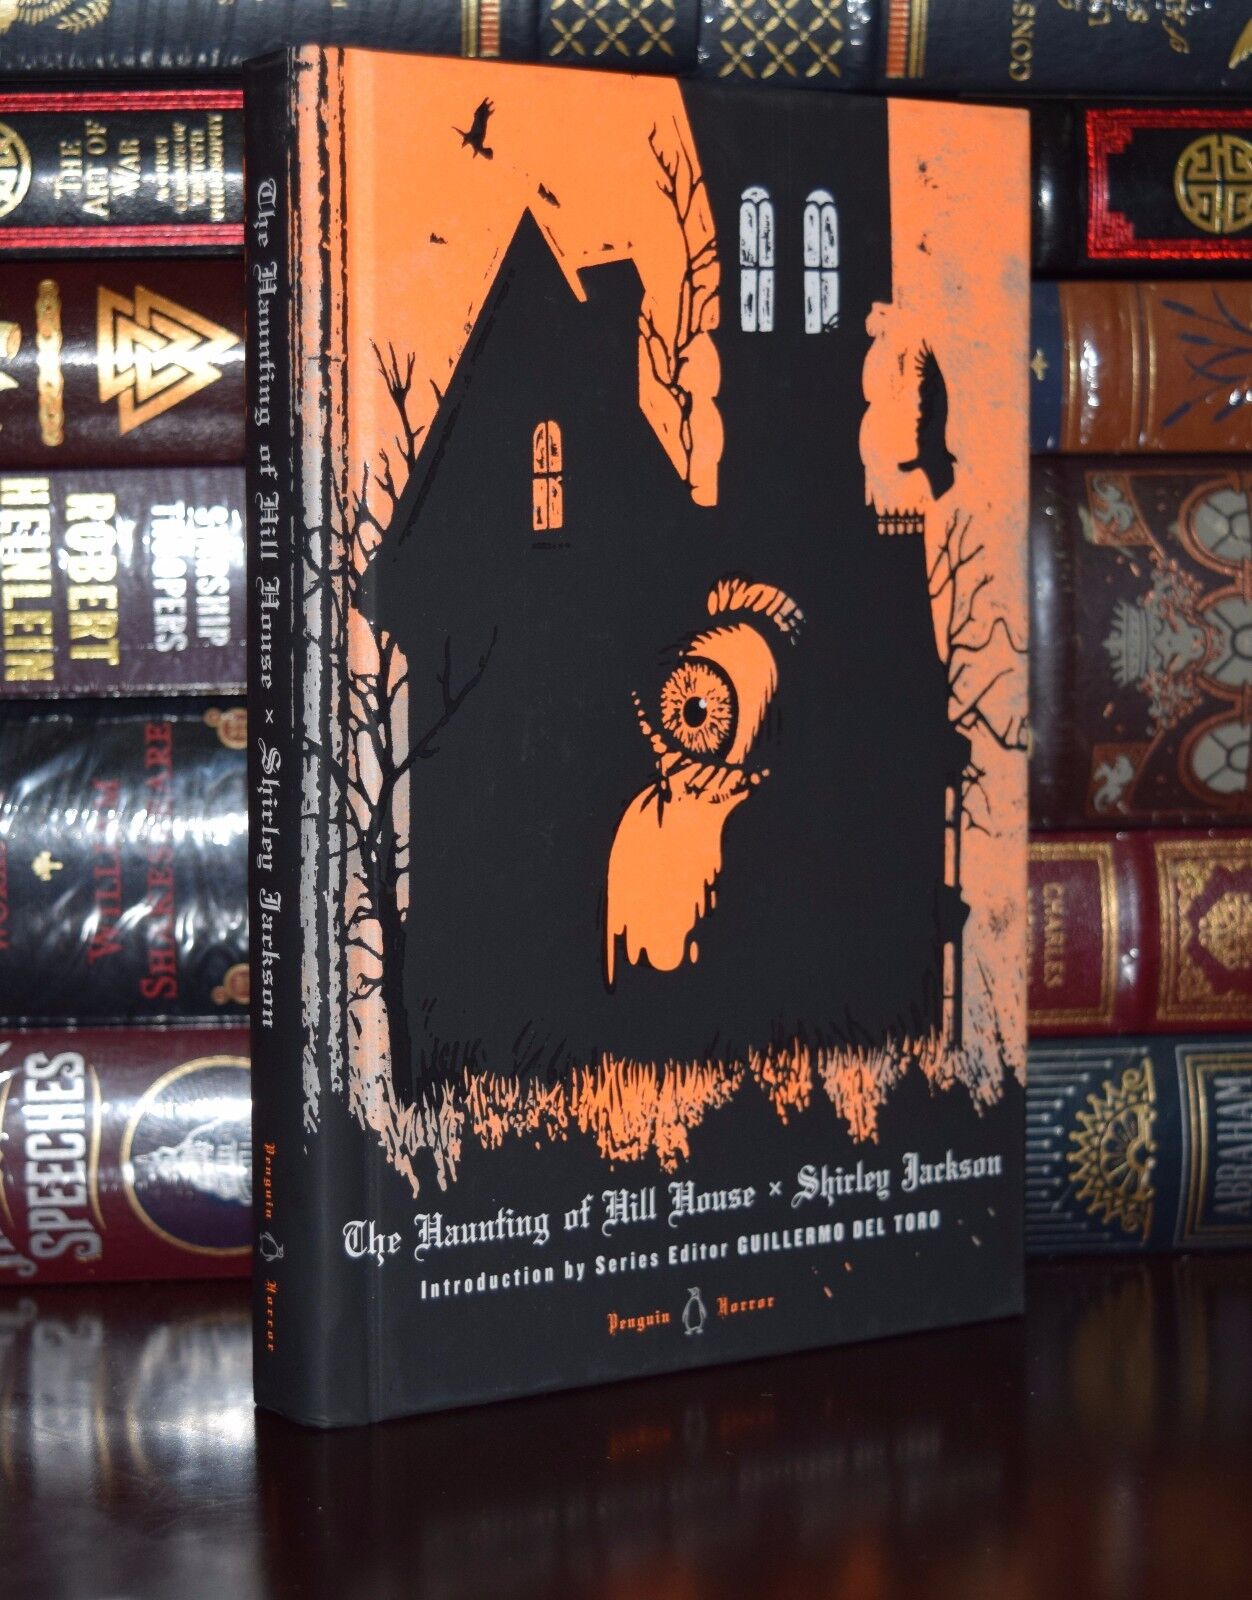 The Haunting of Hill House × Shirley Jackson
Introduction by Series Editor GUILLERMO DEL TORO
Penguin Horror
The Haunting of Hill House × Shirley Jackson
Penguin Horror
THE
ART OF
WAR
ROBERT
HEINLEIN
STARSHIP
TROOPERS
WILLIAM
SHAKESPEARE
SPEECHES
CONST
CHARLES
ABRAHAM